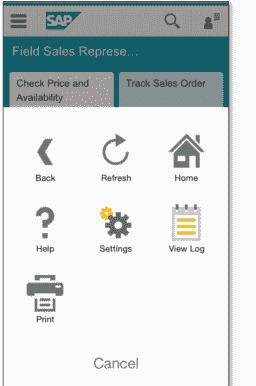 SAP
Field Sales Represe...
Check Price and
Availability
Track Sales Order
Back
Refresh
Home
Help
Settings
View Log
Print
Cancel